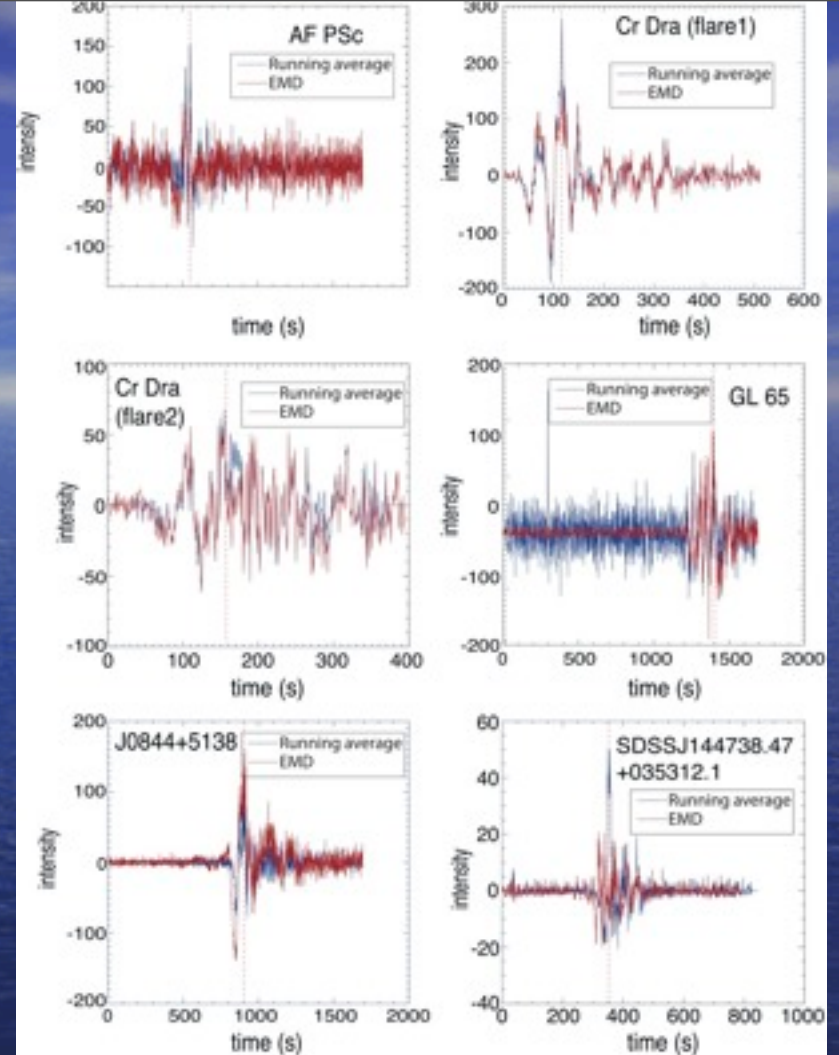 200
150
100
50
0
-50
-100
intensity
AF PSc
Running average
EMD
time (s)
300
200
100
0
-100
-200
intensity
Cr Dra (flare1)
Running average
EMD
0 100 200 300 400 500 600
time (s)
100
50
0
-50
-100
intensity
Cr Dra
(flare2)
Running average
EMD
0 100 200 300 400
time (s)
200
100
0
-100
-200
intensity
Running average
EMD
GL 65
0 500 1000 1500 2000
time (s)
200
100
0
-100
-200
intensity
J0844+5138
Running average
EMD
0 500 1000 1500 2000
time (s)
60
40
20
0
-20
-40
intensity
SDSSJ144738.47
+035312.1
Running average
EMD
0 200 400 600 800 1000
time (s)